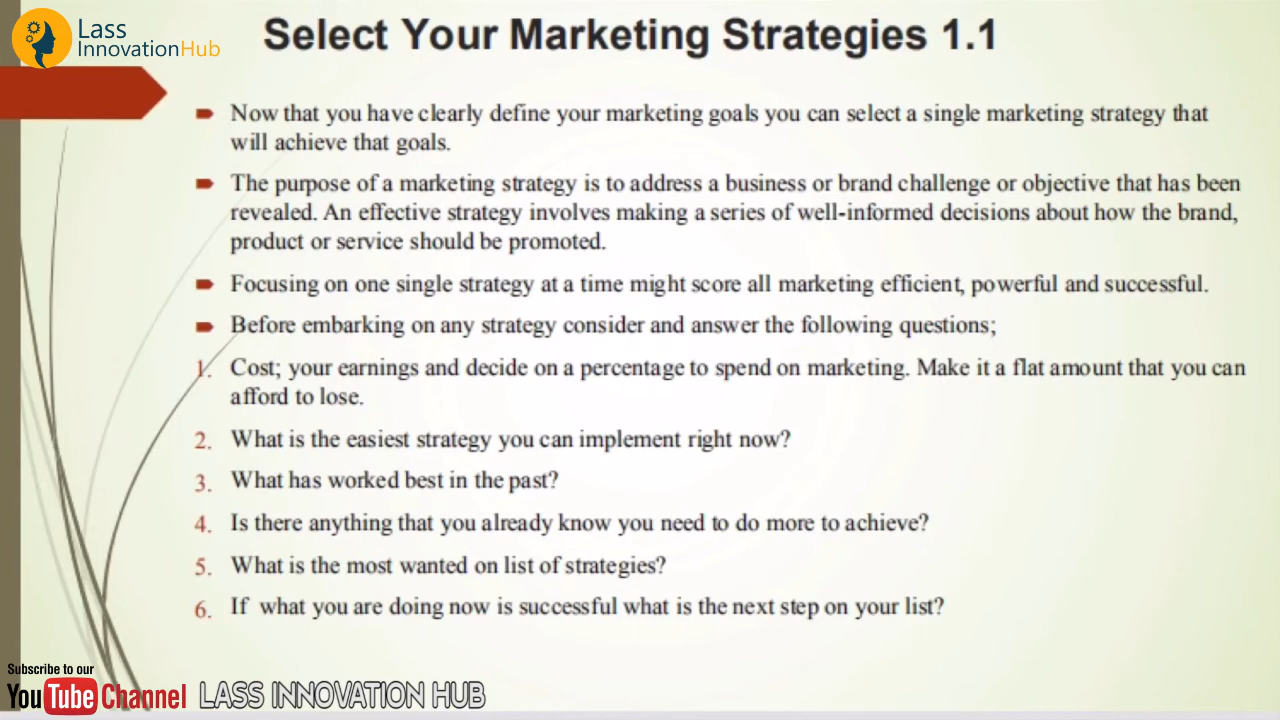 Lass
InnovationHub
Select Your Marketing Strategies 1.1
Now that you have clearly define your marketing goals you can select a single marketing strategy that
will achieve that goals.
The purpose of a marketing strategy is to address a business or brand challenge or objective that has been
revealed. An effective strategy involves making a series of well-informed decisions about how the brand,
product or service should be promoted.
Focusing on one single strategy at a time might score all marketing efficient, powerful and successful.
Before embarking on any strategy consider and answer the following questions;
1. Cost; your earnings and decide on a percentage to spend on marketing. Make it a flat amount that you can
afford to lose.
2. What is the easiest strategy you can implement right now?
3. What has worked best in the past?
4. Is there anything that you already know you need to do more to achieve?
5. What is the most wanted on list of strategies?
6. If what you are doing now is successful what is the next step on your list?
Subscribe to our
YouTube Channel LASS INNOVATION HUB